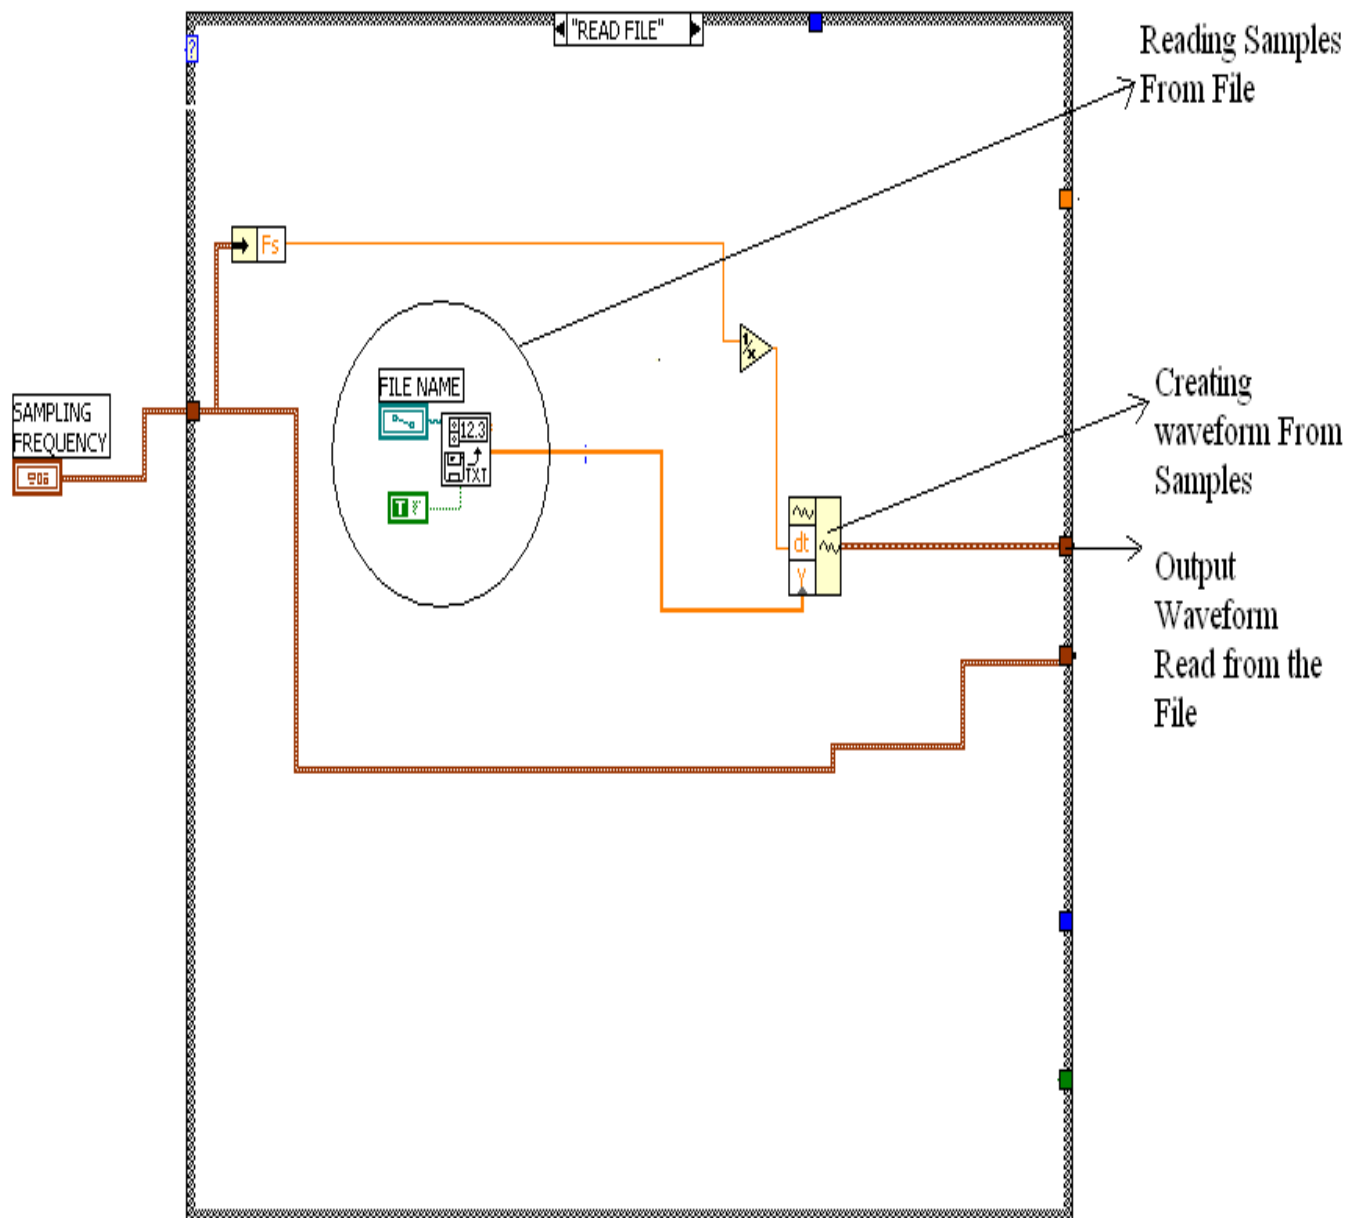 "READ FILE"
?
Reading Samples
From File
Fs
1/x
FILE NAME
12.3
TXT
T F
SAMPLING
FREQUENCY
Creating
waveform From
Samples
dt
Y
Output
Waveform
Read from the
File